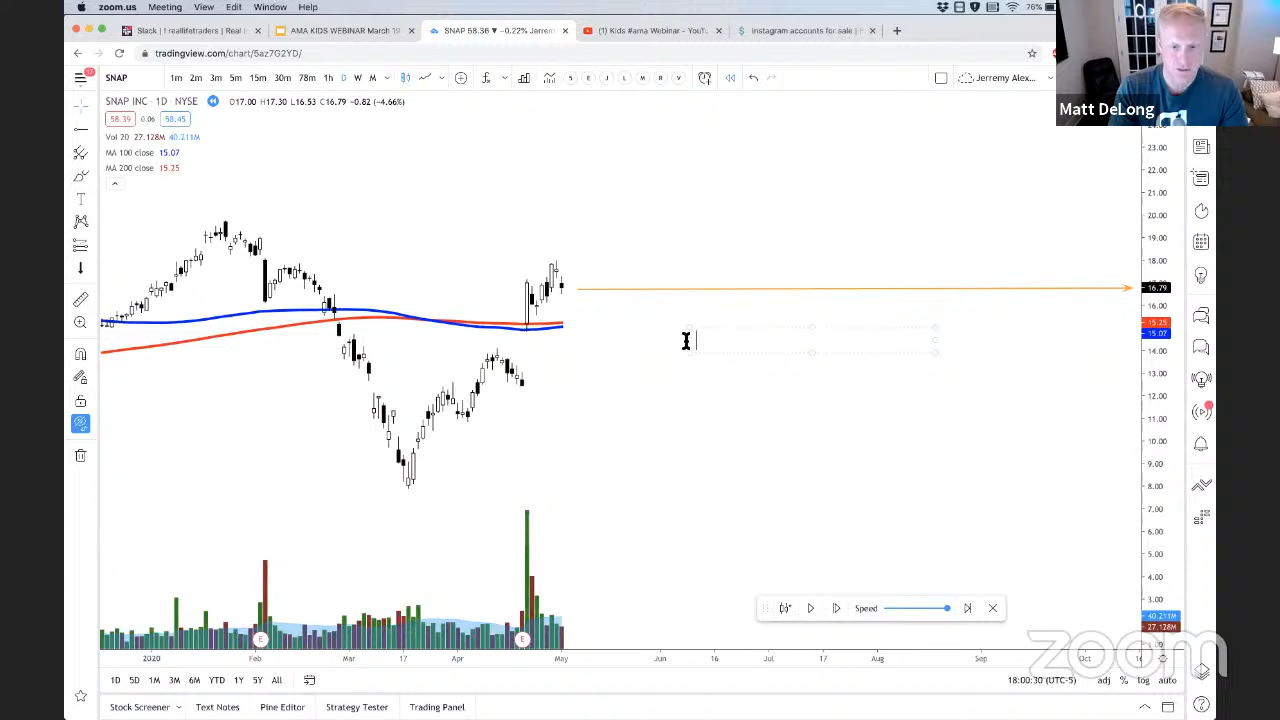 zoom.us Meeting View Edit Window Help 76%
Slack | reallifetraders | Real L AMA KIDS WEBINAR March 19 SNAP 58.36 ▼ −0.22% Jerrem (1) Kids #ama Webinar - YouT Instagram accounts for sale | h
tradingview.com/chart/5az7G2YD/
Matt DeLong
17
SNAP 1m 2m 3m 5m 15m 30m 78m 1h D W M 5 E J L M R V Jeremy Alex...
SNAP INC · 1D · NYSE O17.00 H17.30 L16.53 C16.79 −0.82 (−4.66%)
58.39 0.06 58.45
Vol 20 27.128M 40.211M
MA 100 close 15.07
MA 200 close 15.25
24.00
23.00
22.00
21.00
20.00
19.00
18.00
16.79
16.00
15.25
15.07
14.00
13.00
12.00
11.00
10.00
9.00
8.00
7.00
6.00
5.00
4.00
3.00
Speed
40.211M
27.128M
1.00
E E
2020 Feb Mar 17 Apr May Jun 16 Jul 17 Aug Sep Oct
zoom
1D 5D 1M 3M 6M YTD 1Y 5Y All 18:00:30 (UTC-5) adj % log auto
Stock Screener Text Notes Pine Editor Strategy Tester Trading Panel